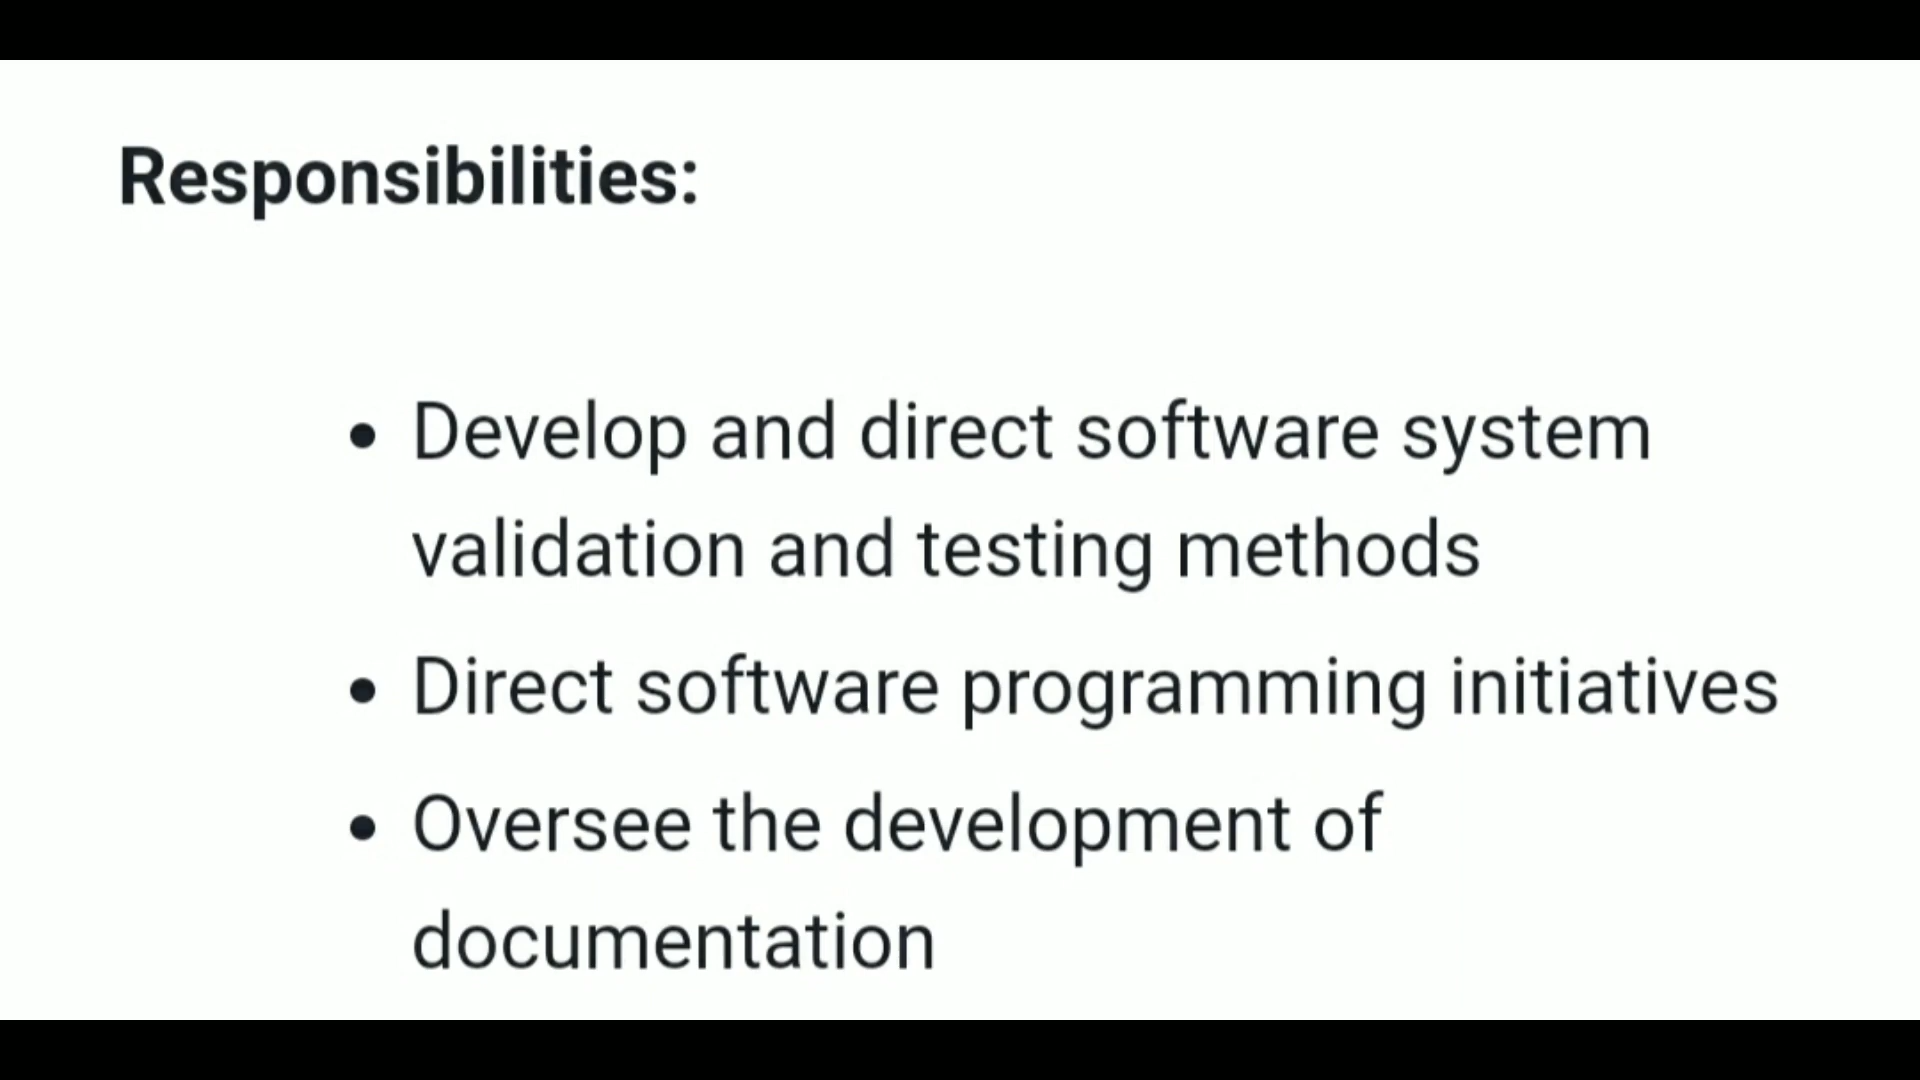 Responsibilities:
• Develop and direct software system
validation and testing methods
• Direct software programming initiatives
• Oversee the development of
documentation